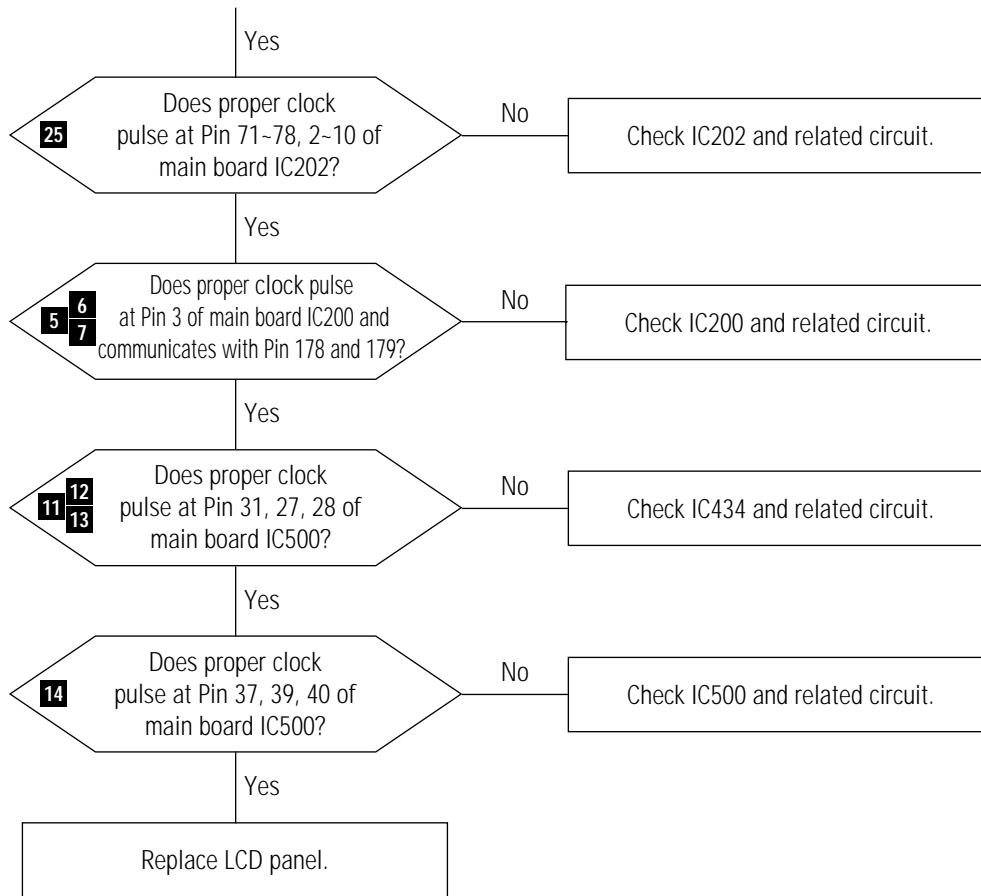 Yes
25
Does proper clock
pulse at Pin 71~78, 2~10 of
main board IC202?
No
Check IC202 and related circuit.
Yes
5
6
7
Does proper clock pulse
at Pin 3 of main board IC200 and
communicates with Pin 178 and 179?
No
Check IC200 and related circuit.
Yes
11
12
13
Does proper clock
pulse at Pin 31, 27, 28 of
main board IC500?
No
Check IC434 and related circuit.
Yes
14
Does proper clock
pulse at Pin 37, 39, 40 of
main board IC500?
No
Check IC500 and related circuit.
Yes
Replace LCD panel.